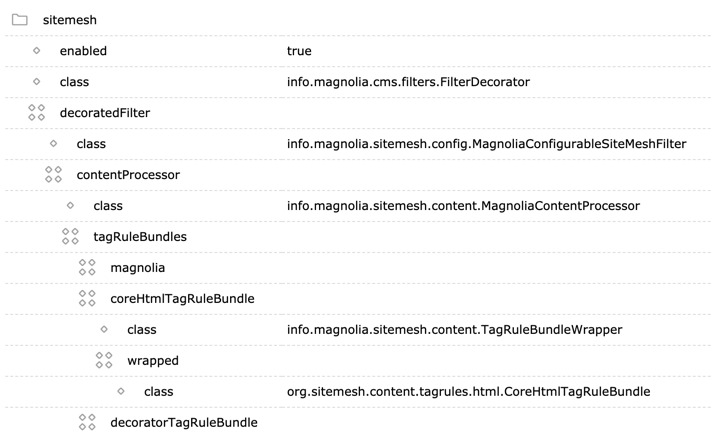 sitemesh
enabled true
class info.magnolia.cms.filters.FilterDecorator
decoratedFilter
class info.magnolia.sitemesh.config.MagnoliaConfigurableSiteMeshFilter
contentProcessor
class info.magnolia.sitemesh.content.MagnoliaContentProcessor
tagRuleBundles
magnolia
coreHtmlTagRuleBundle
class info.magnolia.sitemesh.content.TagRuleBundleWrapper
wrapped
class org.sitemesh.content.tagrules.html.CoreHtmlTagRuleBundle
decoratorTagRuleBundle